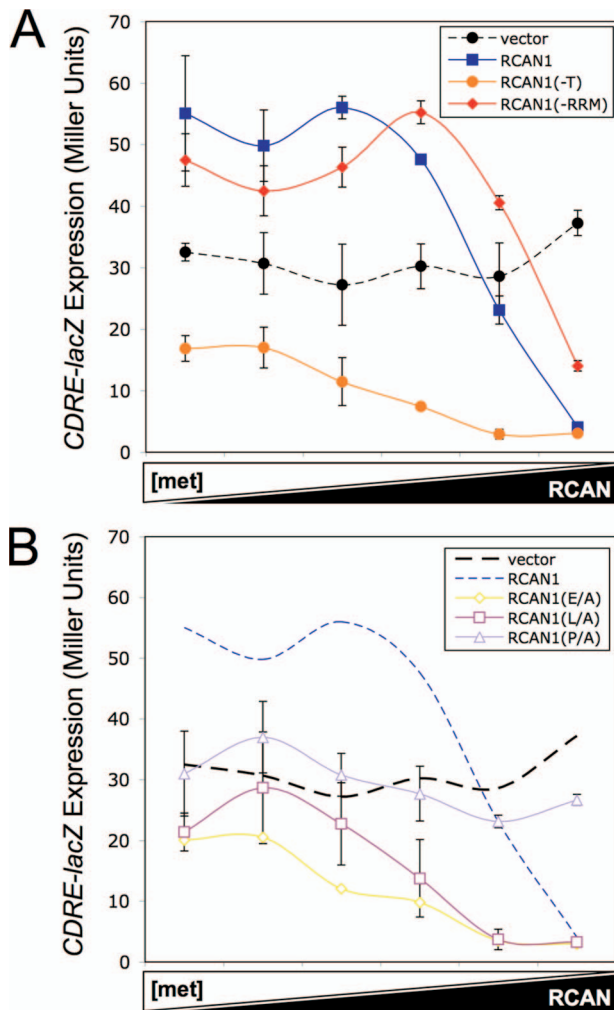 A
CDRE-lacZ Expression (Miller Units)
70
60
50
40
30
20
10
0
vector
RCAN1
RCAN1(-T)
RCAN1(-RRM)
[met]
RCAN
B
CDRE-lacZ Expression (Miller Units)
70
60
50
40
30
20
10
0
vector
RCAN1
RCAN1(E/A)
RCAN1(L/A)
RCAN1(P/A)
[met]
RCAN